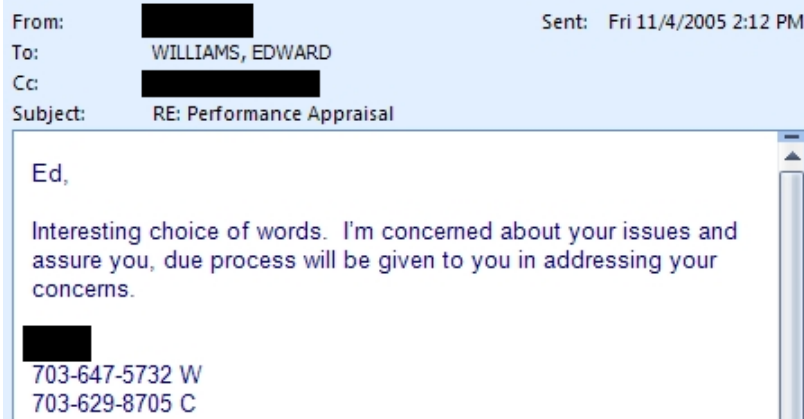 From: Sent: Fri 11/4/2005 2:12 PM
To: WILLIAMS, EDWARD
Cc:
Subject: RE: Performance Appraisal
Ed,
Interesting choice of words. I'm concerned about your issues and
assure you, due process will be given to you in addressing your
concerns.
703-647-5732 W
703-629-8705 C